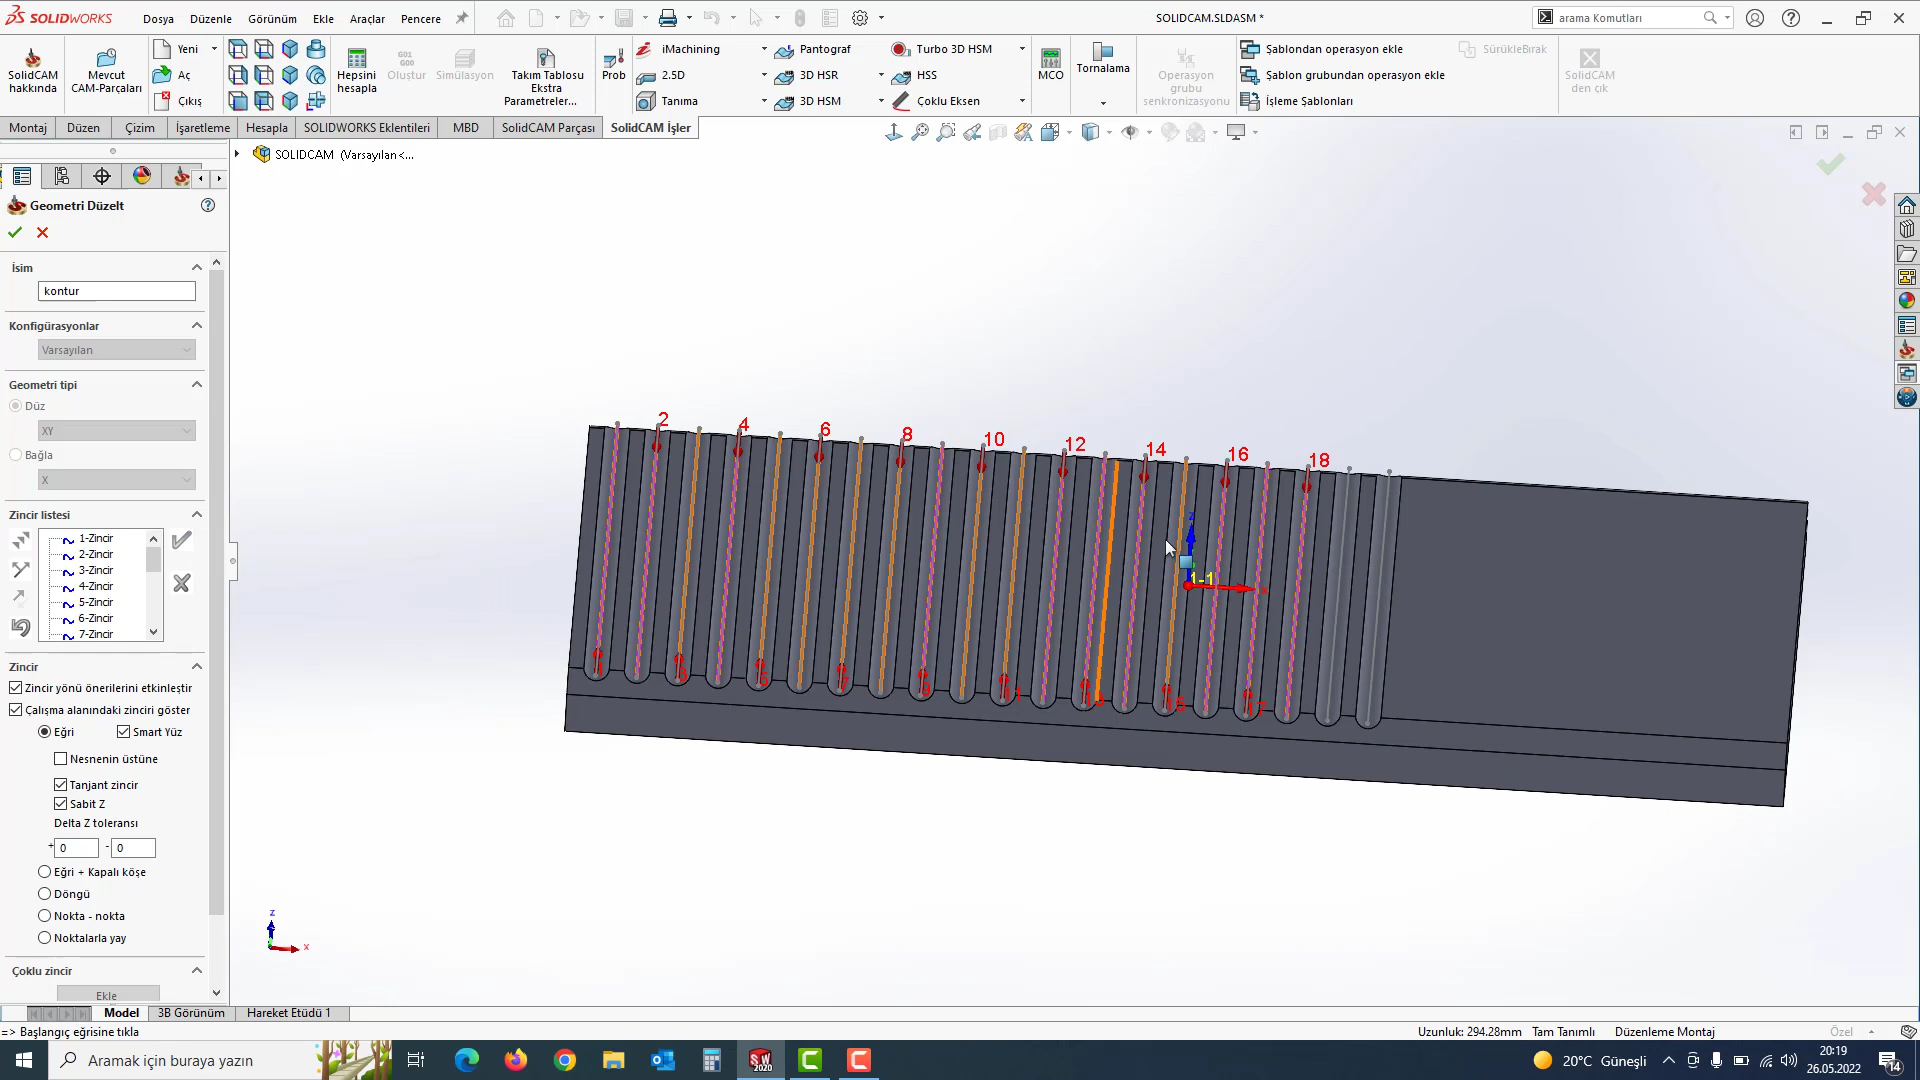 SOLIDWORKS
Dosya Düzenle Görünüm Ekle Araçlar Pencere
SOLIDCAM.SLDASM *
arama Komutları
SolidCAM hakkında
Mevcut CAM-Parçaları
Yeni
Aç
Çıkış
Hepsini hesapla
G01
G00
Oluştur
Simülasyon
Takım Tablosu Ekstra Parametreler...
Prob
iMachining
2.5D
Tanıma
Pantograf
3D HSR
3D HSM
Turbo 3D HSM
HSS
Çoklu Eksen
MCO
Tornalama
Operasyon grubu senkronizasyonu
Şablondan operasyon ekle
Şablon grubundan operasyon ekle
İşleme Şablonları
SürükleBırak
SolidCAM den çık
Montaj Düzen Çizim İşaretleme Hesapla SOLIDWORKS Eklentileri MBD SolidCAM Parçası SolidCAM İşler
SOLIDCAM (Varsayılan<...
Geometri Düzelt
İsim
kontur
Konfigürasyonlar
Varsayılan
Geometri tipi
Düz
XY
Bağla
X
Zincir listesi
1-Zincir
2-Zincir
3-Zincir
4-Zincir
5-Zincir
6-Zincir
7-Zincir
Zincir
Zincir yönü önerilerini etkinleştir
Çalışma alanındaki zinciri göster
Eğri
Smart Yüz
Nesnenin üstüne
Tanjant zincir
Sabit Z
Delta Z toleransı
+ 0 - 0
Eğri + Kapalı köşe
Döngü
Nokta - nokta
Noktalarla yay
Çoklu zincir
Ekle
2 4 6 8 10 12 14 16 18
1-1
z
x
Model 3B Görünüm Hareket Etüdü 1
=> Başlangıç eğrisine tıkla
Uzunluk: 294.28mm Tam Tanımlı Düzenleme Montaj Özel
Aramak için buraya yazın
SW 2020
20°C Güneşli
20:19
26.05.2022
14